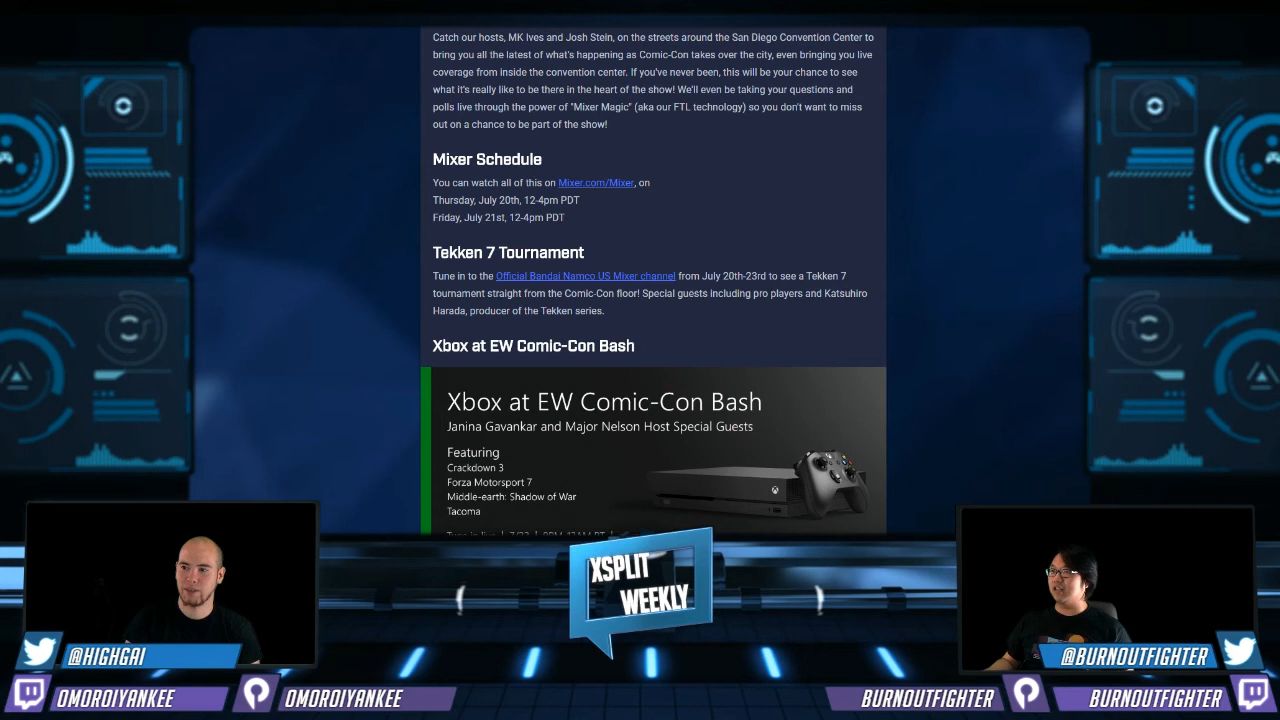 Catch our hosts, MK Ives and Josh Stein, on the streets around the San Diego Convention Center to
bring you all the latest of what's happening as Comic-Con takes over the city, even bringing you live
coverage from inside the convention center. If you've never been, this will be your chance to see
what it's really like to be there in the heart of the show! We'll even be taking your questions and
polls live through the power of "Mixer Magic" (aka our FTL technology) so you don't want to miss
out on a chance to be part of the show!
Mixer Schedule
You can watch all of this on Mixer.com/Mixer, on
Thursday, July 20th, 12-4pm PDT
Friday, July 21st, 12-4pm PDT
Tekken 7 Tournament
Tune in to the Official Bandai Namco US Mixer channel from July 20th-23rd to see a Tekken 7
tournament straight from the Comic-Con floor! Special guests including pro players and Katsuhiro
Harada, producer of the Tekken series.
Xbox at EW Comic-Con Bash
Xbox at EW Comic-Con Bash
Janina Gavankar and Major Nelson Host Special Guests
Featuring
Crackdown 3
Forza Motorsport 7
Middle-earth: Shadow of War
Tacoma
XSPLIT
WEEKLY
@HIGHGAI
OMOROIYANKEE
OMOROIYANKEE
@BURNOUTFIGHTER
BURNOUTFIGHTER
BURNOUTFIGHTER